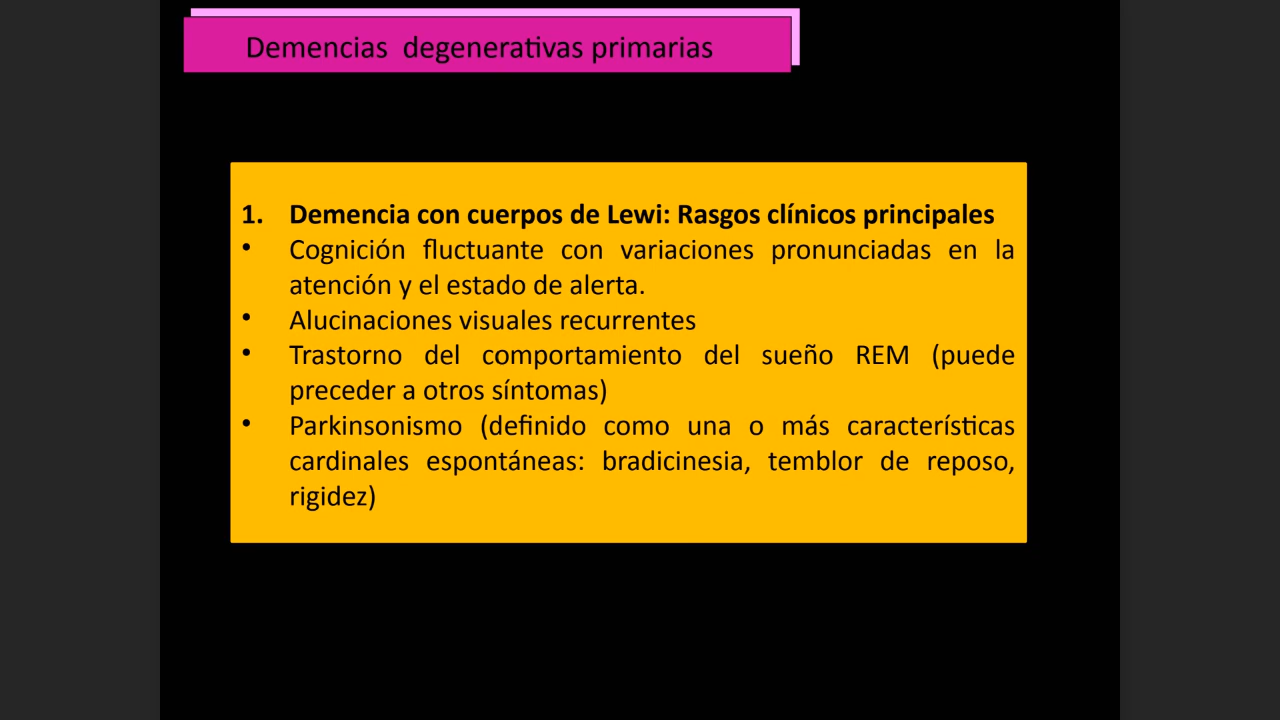 Demencias  degenerativas primarias
1. Demencia con cuerpos de Lewi: Rasgos clínicos principales
• Cognición fluctuante con variaciones pronunciadas en la
atención y el estado de alerta.
• Alucinaciones visuales recurrentes
• Trastorno del comportamiento del sueño REM (puede
preceder a otros síntomas)
• Parkinsonismo (definido como una o más características
cardinales espontáneas: bradicinesia, temblor de reposo,
rigidez)